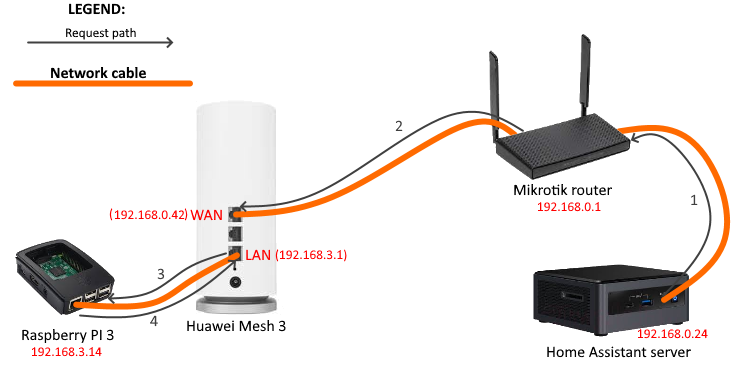 LEGEND:
Request path
Network cable
2
Mikrotik router
192.168.0.1
1
(192.168.0.42) WAN
LAN (192.168.3.1)
3
4
Raspberry PI 3
192.168.3.14
Huawei Mesh 3
192.168.0.24
Home Assistant server